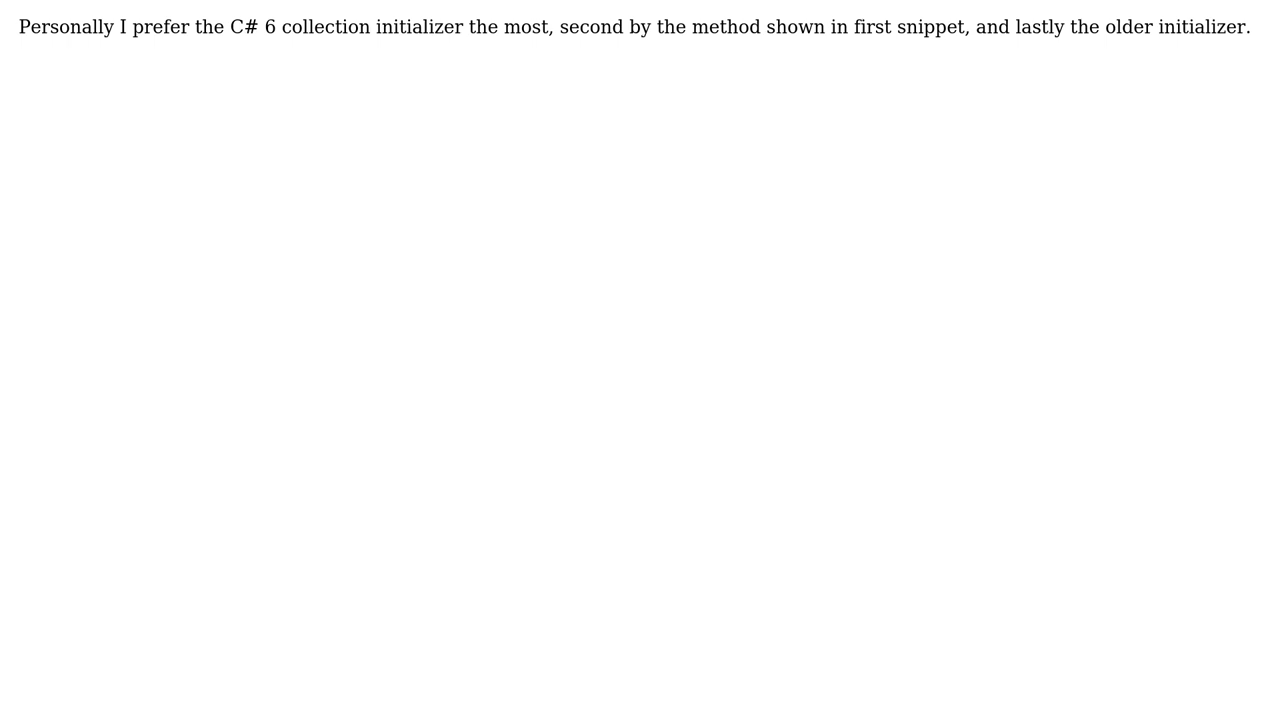 Personally I prefer the C# 6 collection initializer the most, second by the method shown in first snippet, and lastly the older initializer.